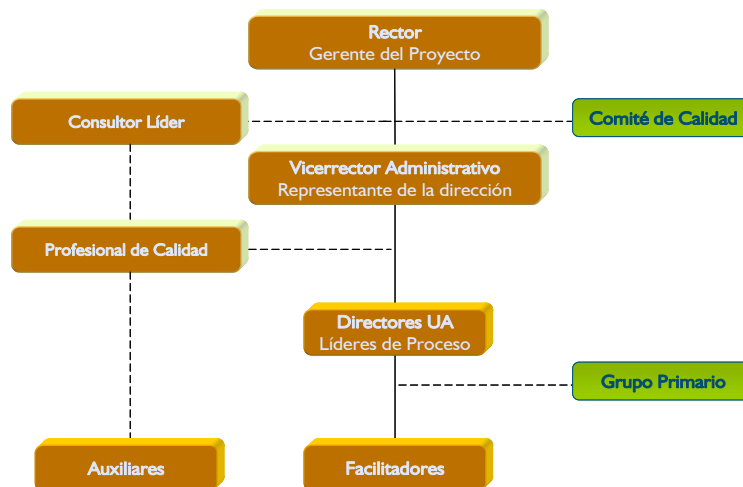 Rector
Gerente del Proyecto
Consultor Líder
Comité de Calidad
Vicerrector Administrativo
Representante de la dirección
Profesional de Calidad
Directores UA
Líderes de Proceso
Grupo Primario
Auxiliares
Facilitadores